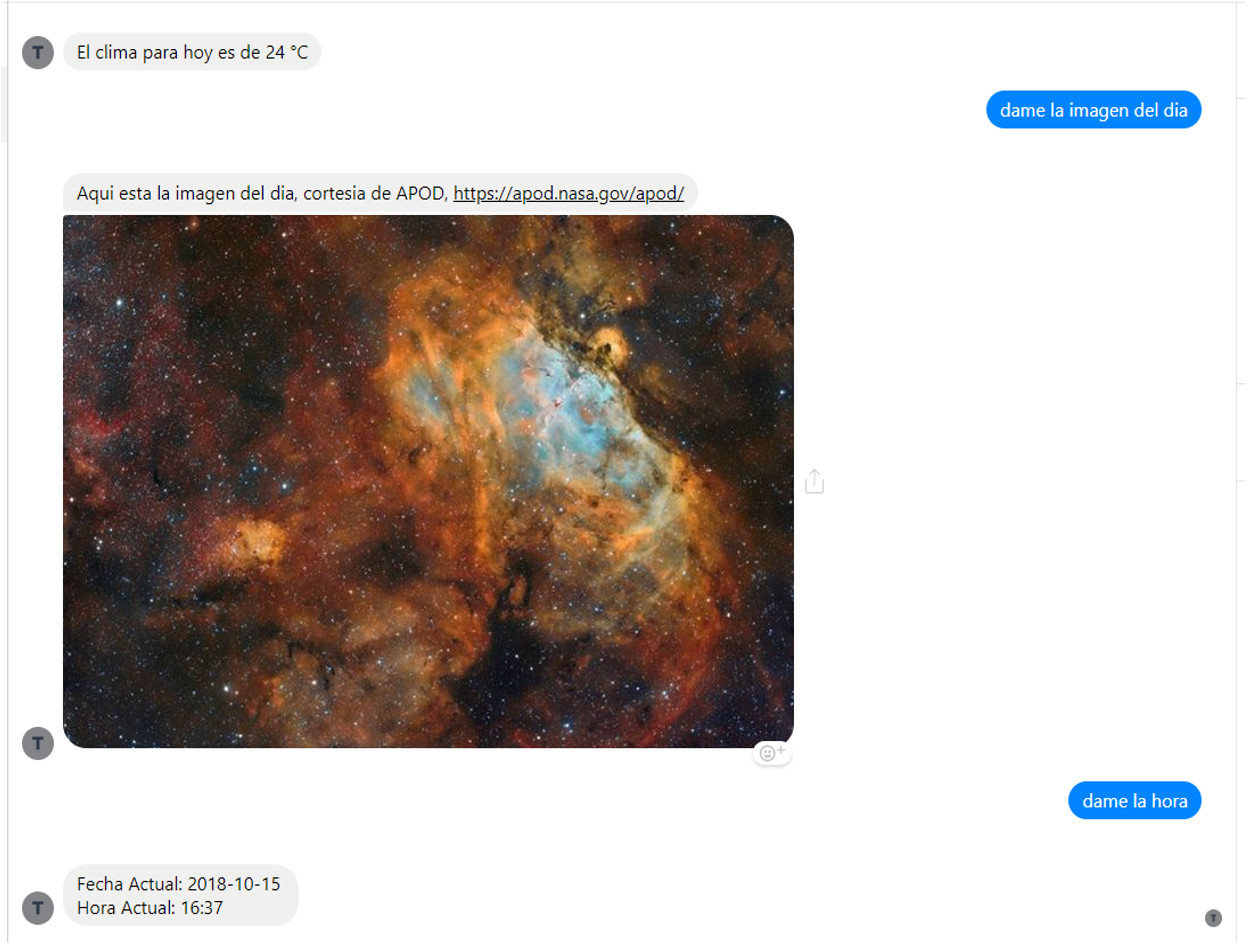 T
El clima para hoy es de 24 °C
dame la imagen del dia
Aqui esta la imagen del dia, cortesia de APOD, https://apod.nasa.gov/apod/
T
dame la hora
Fecha Actual: 2018-10-15
Hora Actual: 16:37
T
T